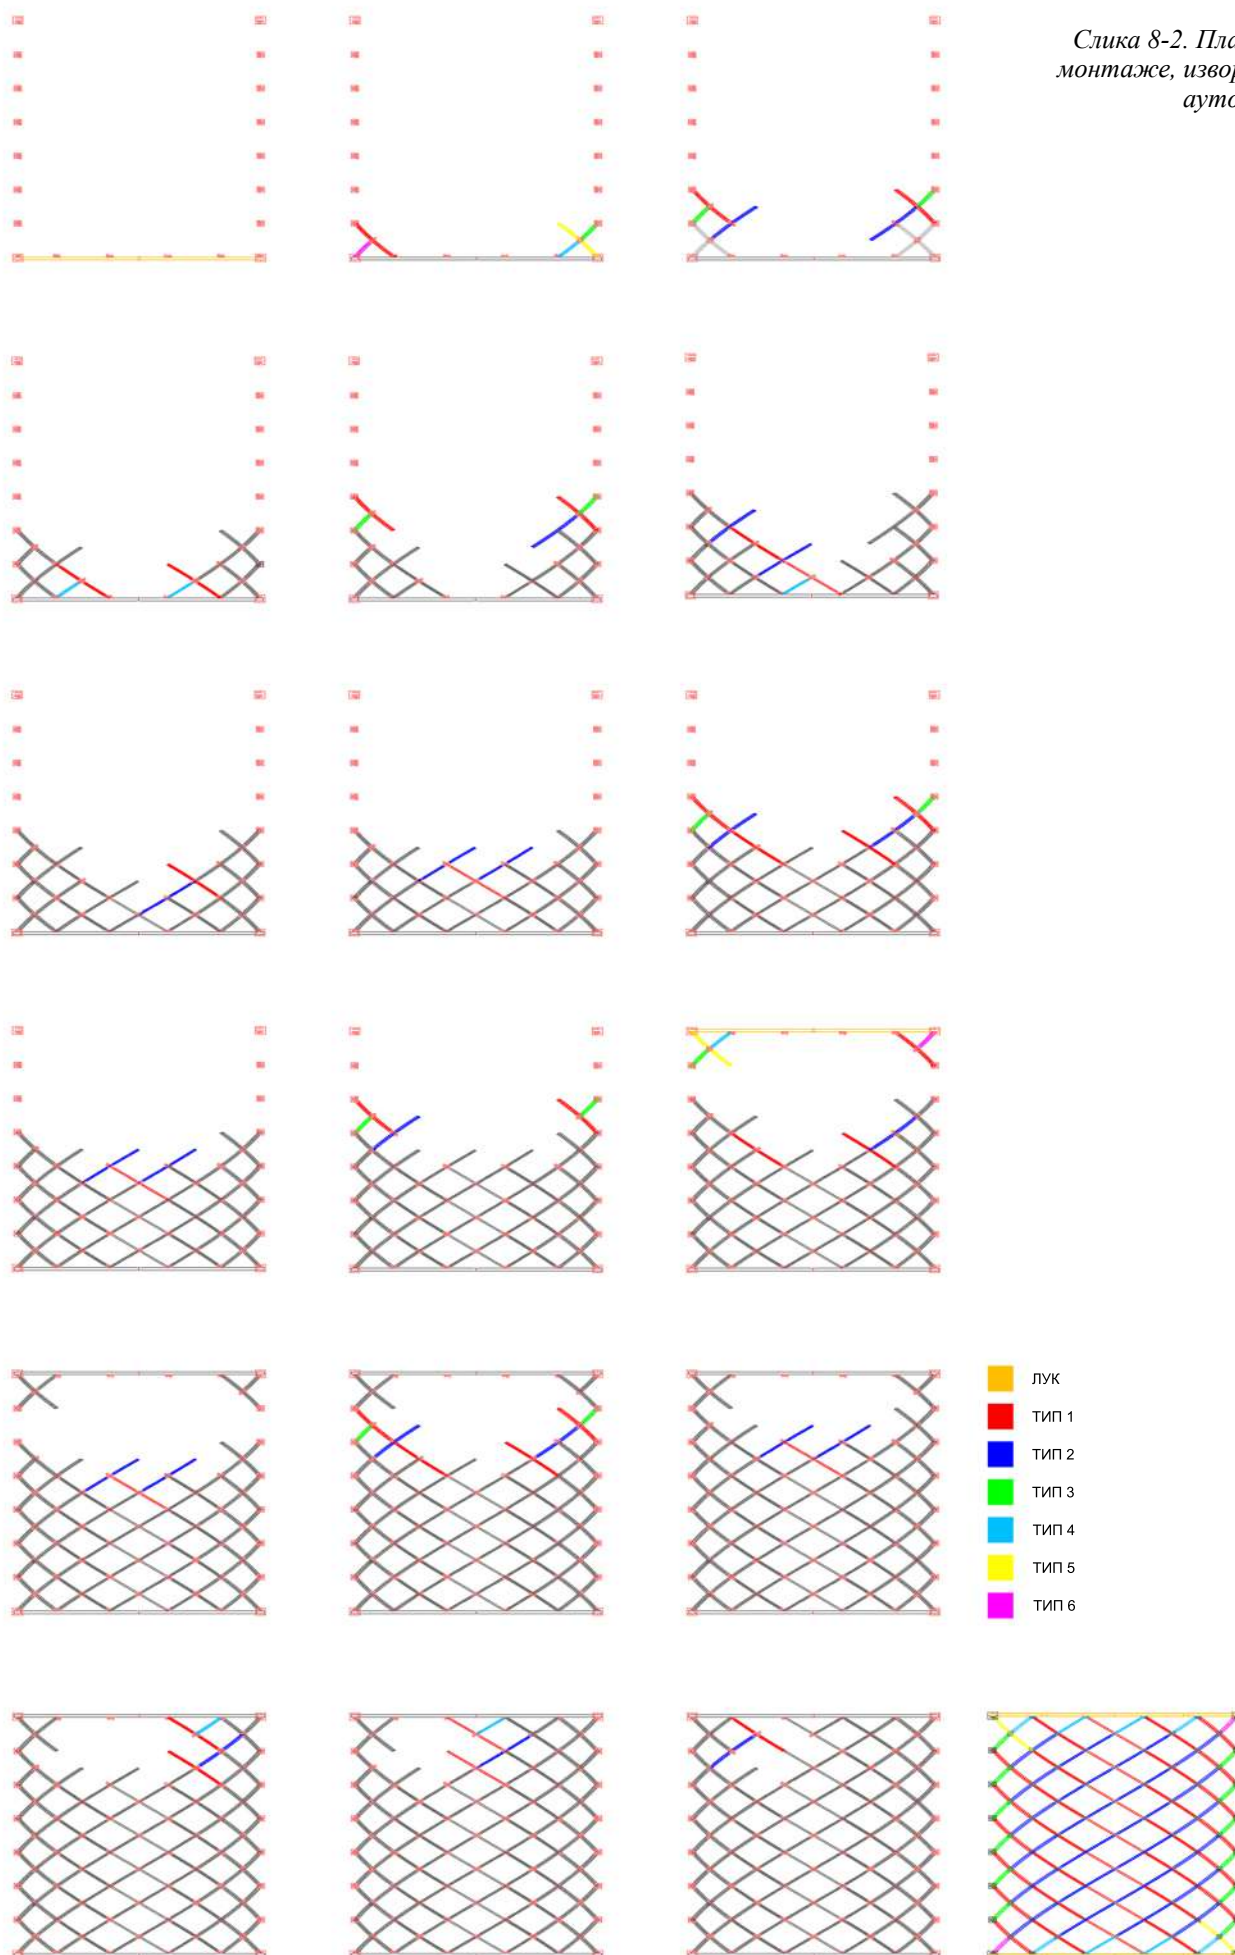 Слика 8-2. Пла
монтаже, извор
ауто
ЛУК
ТИП 1
ТИП 2
ТИП 3
ТИП 4
ТИП 5
ТИП 6